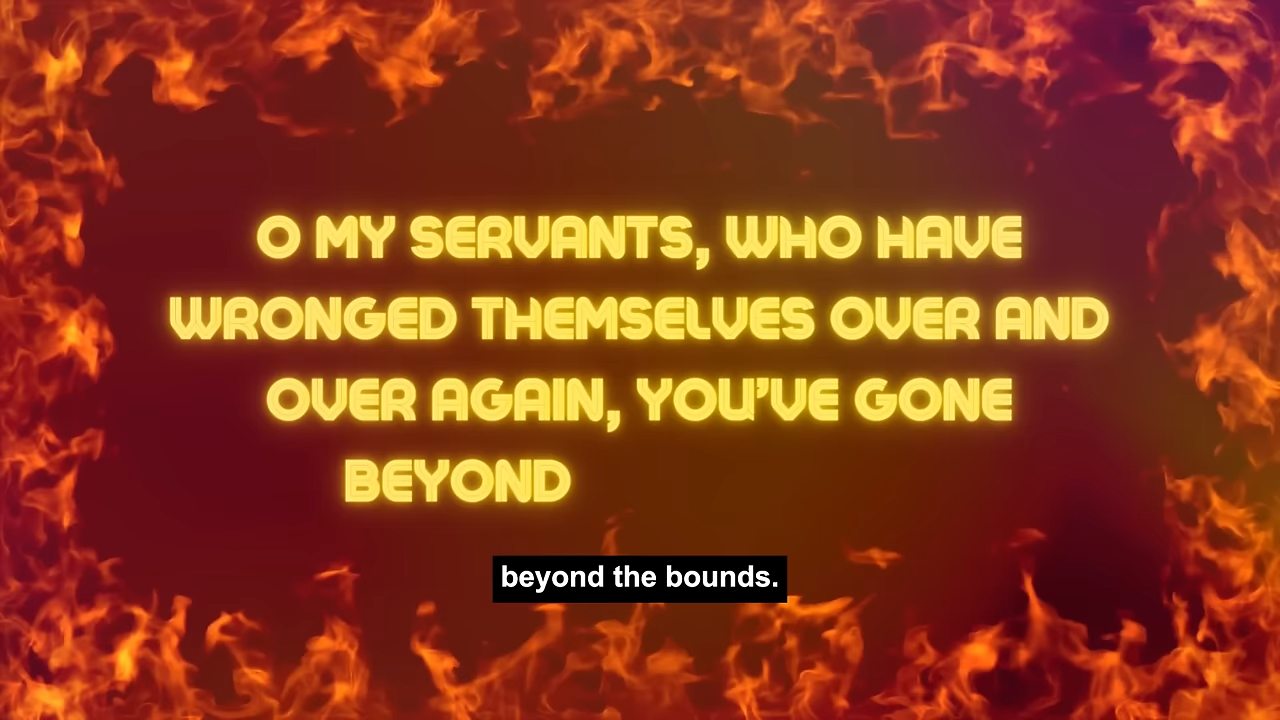 O MY SERVANTS, WHO HAVE
WRONGED THEMSELVES OVER AND
OVER AGAIN, YOU'VE GONE
BEYOND
beyond the bounds.